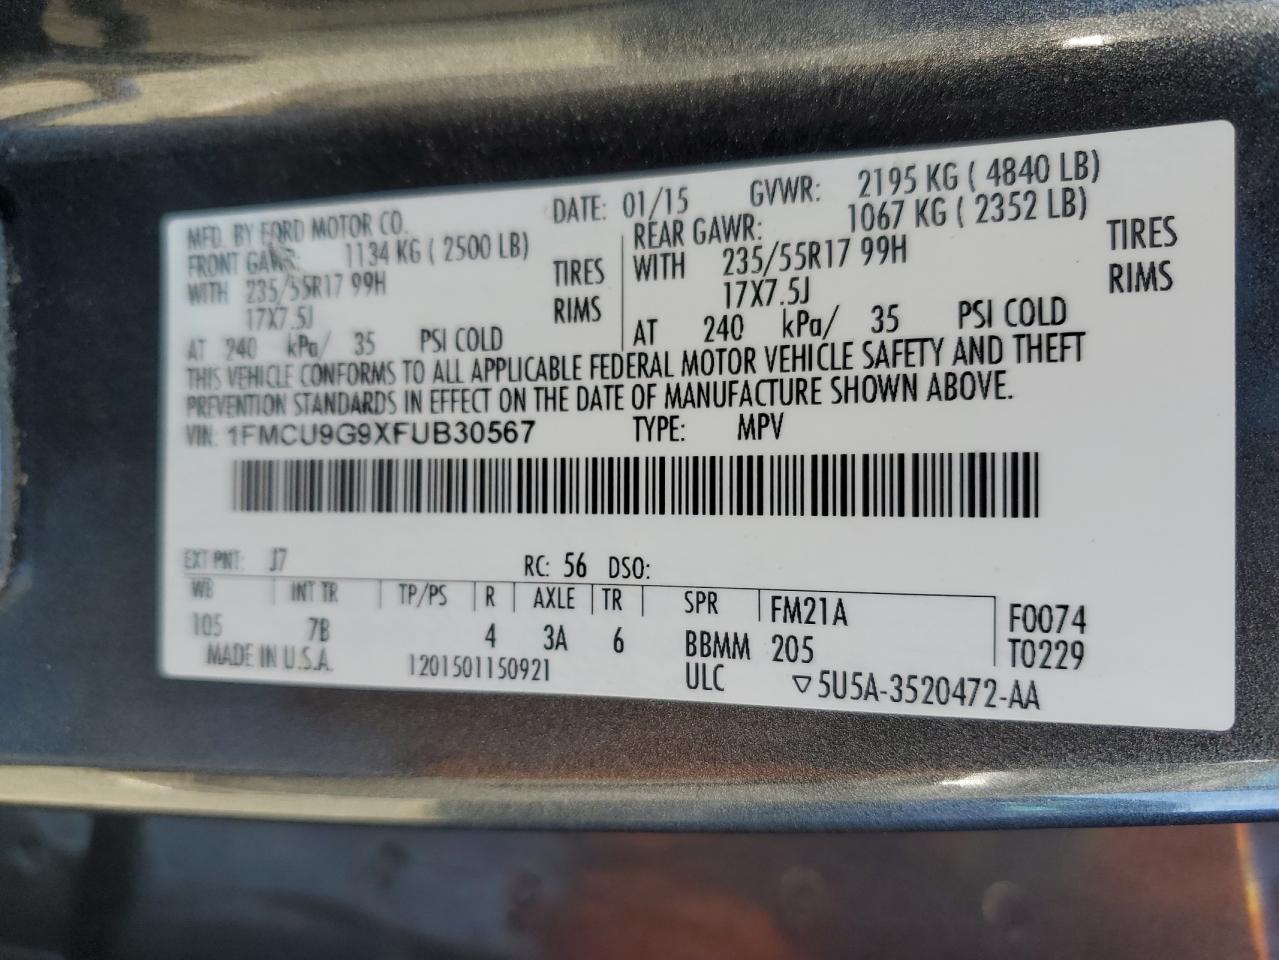 MFD. BY FORD MOTOR CO. DATE: 01/15 GVWR: 2195 KG ( 4840 LB)
FRONT GAWR: 1134 KG ( 2500 LB)
WITH 235/55R17 99H TIRES
17X7.5J RIMS
AT 240 kPa/ 35 PSI COLD
REAR GAWR: 1067 KG ( 2352 LB)
WITH 235/55R17 99H TIRES
17X7.5J RIMS
AT 240 kPa/ 35 PSI COLD
THIS VEHICLE CONFORMS TO ALL APPLICABLE FEDERAL MOTOR VEHICLE SAFETY AND THEFT
PREVENTION STANDARDS IN EFFECT ON THE DATE OF MANUFACTURE SHOWN ABOVE.
VIN: 1FMCU9G9XFUB30567 TYPE: MPV
EXT PNT: J7 RC: 56 DSO:
WB INT TR TP/PS R AXLE TR SPR FM21A F0074
105 7B 4 3A 6 BBMM 205 T0229
MADE IN U.S.A. 1201501150921 ULC ▽5U5A-3520472-AA